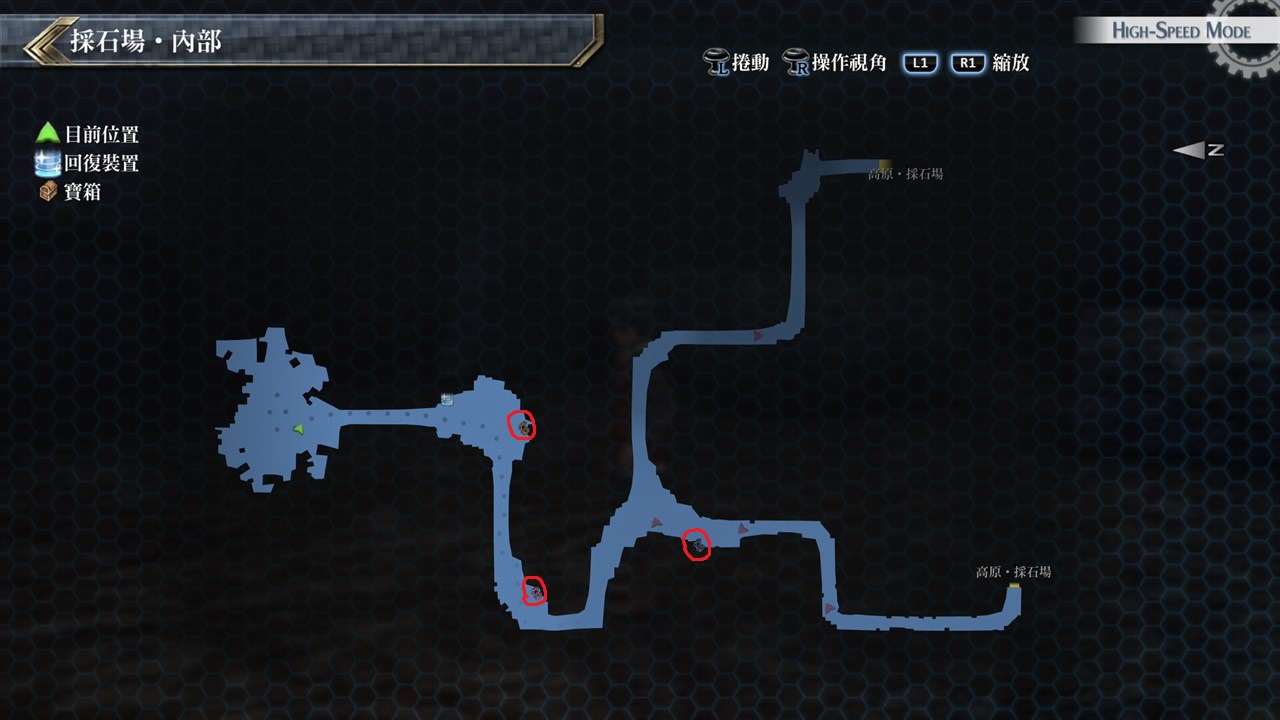 採石場・內部
HIGH-SPEED MODE
L 捲動 R 操作視角 L1 R1 縮放
目前位置
回復裝置
寶箱
Z
高原・採石場
高原・採石場